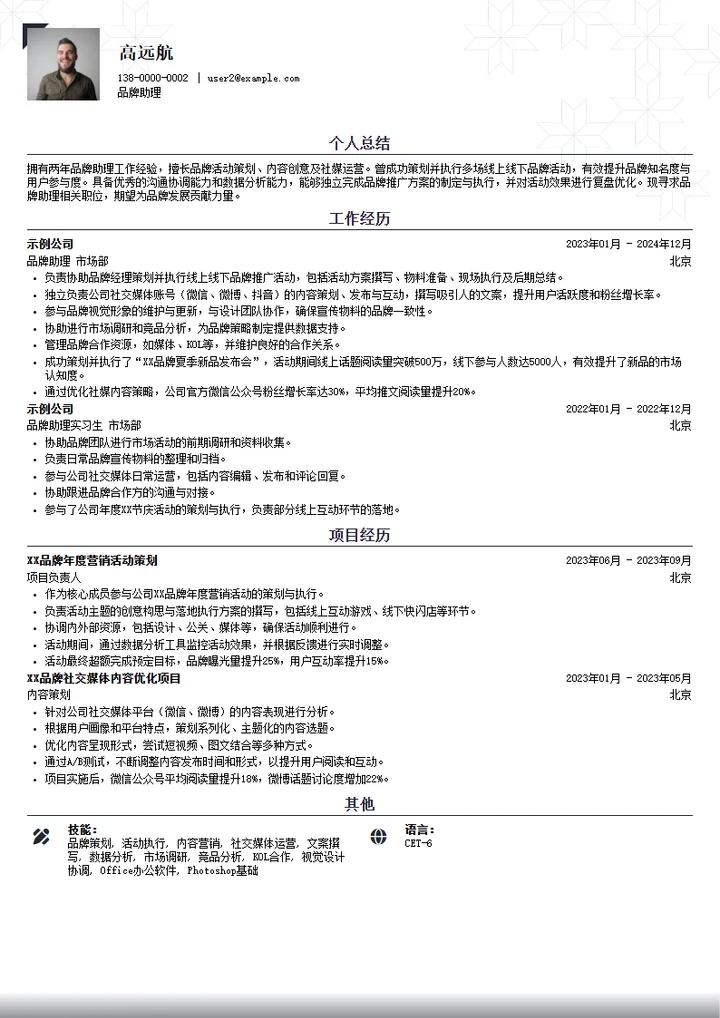 高远航
138-0000-0002 | user2@example.com
品牌助理
个人总结
拥有两年品牌助理工作经验，擅长品牌活动策划、内容创意及社媒运营。曾成功策划并执行多场线上线下品牌活动，有效提升品牌知名度与
用户参与度。具备优秀的沟通协调能力和数据分析能力，能够独立完成品牌推广方案的制定与执行，并对活动效果进行复盘优化。现寻求品
牌助理相关职位，期望为品牌发展贡献力量。
工作经历
示例公司 2023年01月 - 2024年12月
品牌助理 市场部 北京
• 负责协助品牌经理策划并执行线上线下品牌推广活动，包括活动方案撰写、物料准备、现场执行及后期总结。
• 独立负责公司社交媒体账号（微信、微博、抖音）的内容策划、发布与互动，撰写吸引人的文案，提升用户活跃度和粉丝增长率。
• 参与品牌视觉形象的维护与更新，与设计团队协作，确保宣传物料的品牌一致性。
• 协助进行市场调研和竞品分析，为品牌策略制定提供数据支持。
• 管理品牌合作资源，如媒体、KOL等，并维护良好的合作关系。
• 成功策划并执行了“XX品牌夏季新品发布会”，活动期间线上话题阅读量突破500万，线下参与人数达5000人，有效提升了新品的市场
认知度。
• 通过优化社媒内容策略，公司官方微信公众号粉丝增长率达30%，平均推文阅读量提升20%。
示例公司 2022年01月 - 2022年12月
品牌助理实习生 市场部 北京
• 协助品牌团队进行市场活动的前期调研和资料收集。
• 负责日常品牌宣传物料的整理和归档。
• 参与公司社交媒体日常运营，包括内容编辑、发布和评论回复。
• 协助跟进品牌合作方的沟通与对接。
• 参与了公司年度XX节庆活动的策划与执行，负责部分线上互动环节的落地。
项目经历
XX品牌年度营销活动策划 2023年06月 - 2023年09月
项目负责人 北京
• 作为核心成员参与公司XX品牌年度营销活动的策划与执行。
• 负责活动主题的创意构思与落地执行方案的撰写，包括线上互动游戏、线下快闪店等环节。
• 协调内外部资源，包括设计、公关、媒体等，确保活动顺利进行。
• 活动期间，通过数据分析工具监控活动效果，并根据反馈进行实时调整。
• 活动最终超额完成预定目标，品牌曝光量提升25%，用户互动率提升15%。
XX品牌社交媒体内容优化项目 2023年01月 - 2023年05月
内容策划 北京
• 针对公司社交媒体平台（微信、微博）的内容表现进行分析。
• 根据用户画像和平台特点，策划系列化、主题化的内容选题。
• 优化内容呈现形式，尝试短视频、图文结合等多种方式。
• 通过A/B测试，不断调整内容发布时间和形式，以提升用户阅读和互动。
• 项目实施后，微信公众号平均阅读量提升18%，微博话题讨论度增加22%。
其他
技能：
品牌策划, 活动执行, 内容营销, 社交媒体运营, 文案撰
写, 数据分析, 市场调研, 竞品分析, KOL合作, 视觉设计
协调, Office办公软件, Photoshop基础
语言：
CET-6